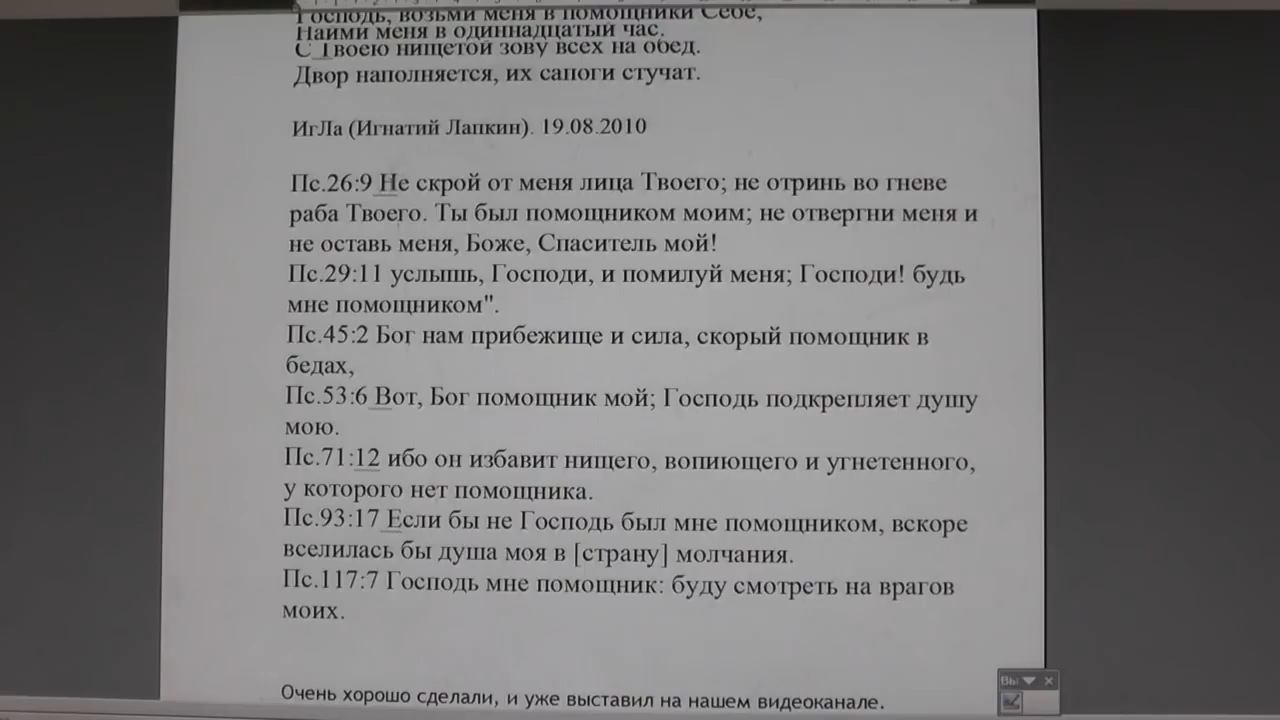 Господь, возьми меня в помощники Себе,
Найми меня в одиннадцатый час.
С Твоею нищетой зову всех на обед.
Двор наполняется, их сапоги стучат.
ИгЛа (Игнатий Лапкин). 19.08.2010
Пс.26:9 Не скрой от меня лица Твоего; не отринь во гневе
раба Твоего. Ты был помощником моим; не отвергни меня и
не оставь меня, Боже, Спаситель мой!
Пс.29:11 услышь, Господи, и помилуй меня; Господи! будь
мне помощником".
Пс.45:2 Бог нам прибежище и сила, скорый помощник в
бедах,
Пс.53:6 Вот, Бог помощник мой; Господь подкрепляет душу
мою.
Пс.71:12 ибо он избавит нищего, вопиющего и угнетенного,
у которого нет помощника.
Пс.93:17 Если бы не Господь был мне помощником, вскоре
вселилась бы душа моя в [страну] молчания.
Пс.117:7 Господь мне помощник: буду смотреть на врагов
моих.
Очень хорошо сделали, и уже выставил на нашем видеоканале.
Вы